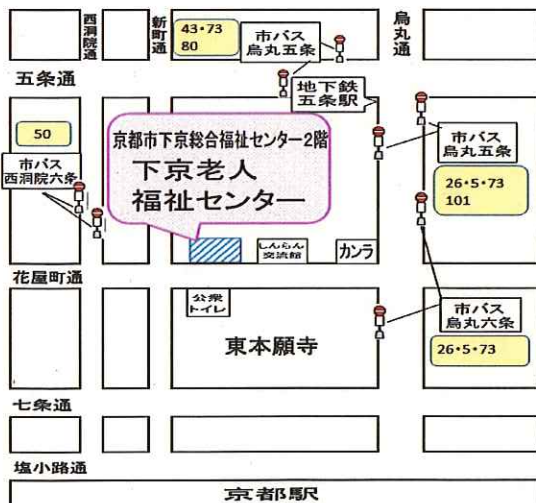 西洞院通
新町通
43・73
80
市バス
烏丸五条
烏丸通
五条通
地下鉄
五条駅
50
市バス
西洞院六条
京都市下京総合福祉センター2階
下京老人
福祉センター
市バス
烏丸五条
26・5・73
101
しんらん
交流館
カンラ
花屋町通
公衆
トイレ
東本願寺
市バス
烏丸六条
26・5・73
七条通
塩小路通
京都駅